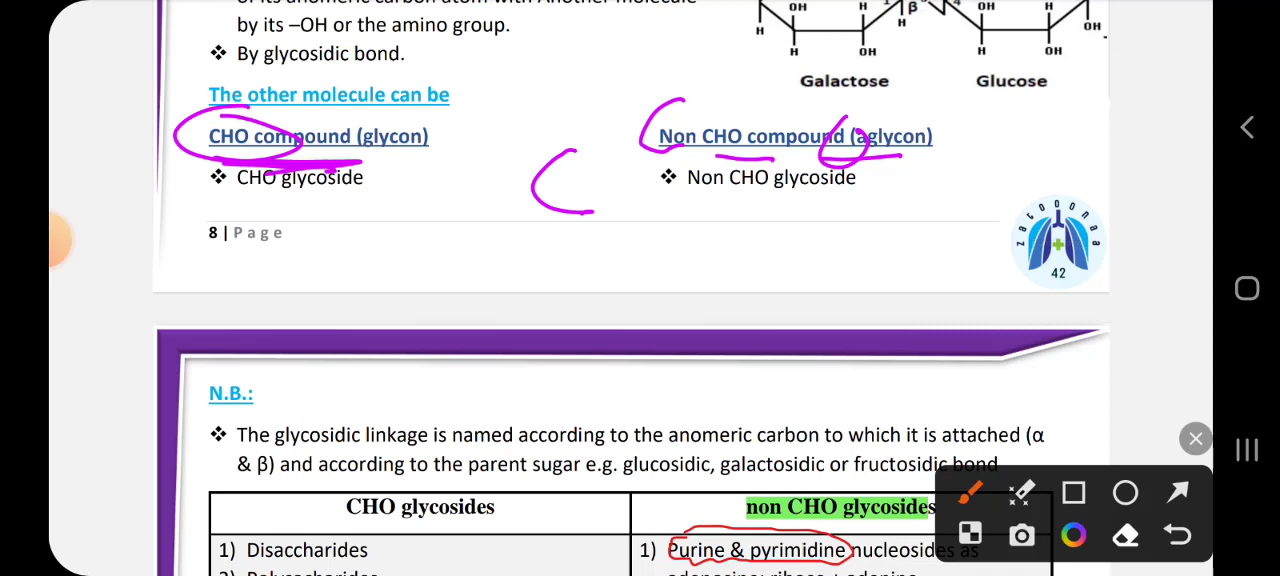 by its –OH or the amino group.
❖ By glycosidic bond.
OH H β OH H
H H OH
H OH H OH
Galactose Glucose
The other molecule can be
CHO compound (glycon) Non CHO compound (aglycon)
❖ CHO glycoside ❖ Non CHO glycoside
8 | Page
zatooonaa
42
N.B.:
❖ The glycosidic linkage is named according to the anomeric carbon to which it is attached (α
& β) and according to the parent sugar e.g. glucosidic, galactosidic or fructosidic bond
CHO glycosides non CHO glycosides
1) Disaccharides 1) Purine & pyrimidine nucleosides as